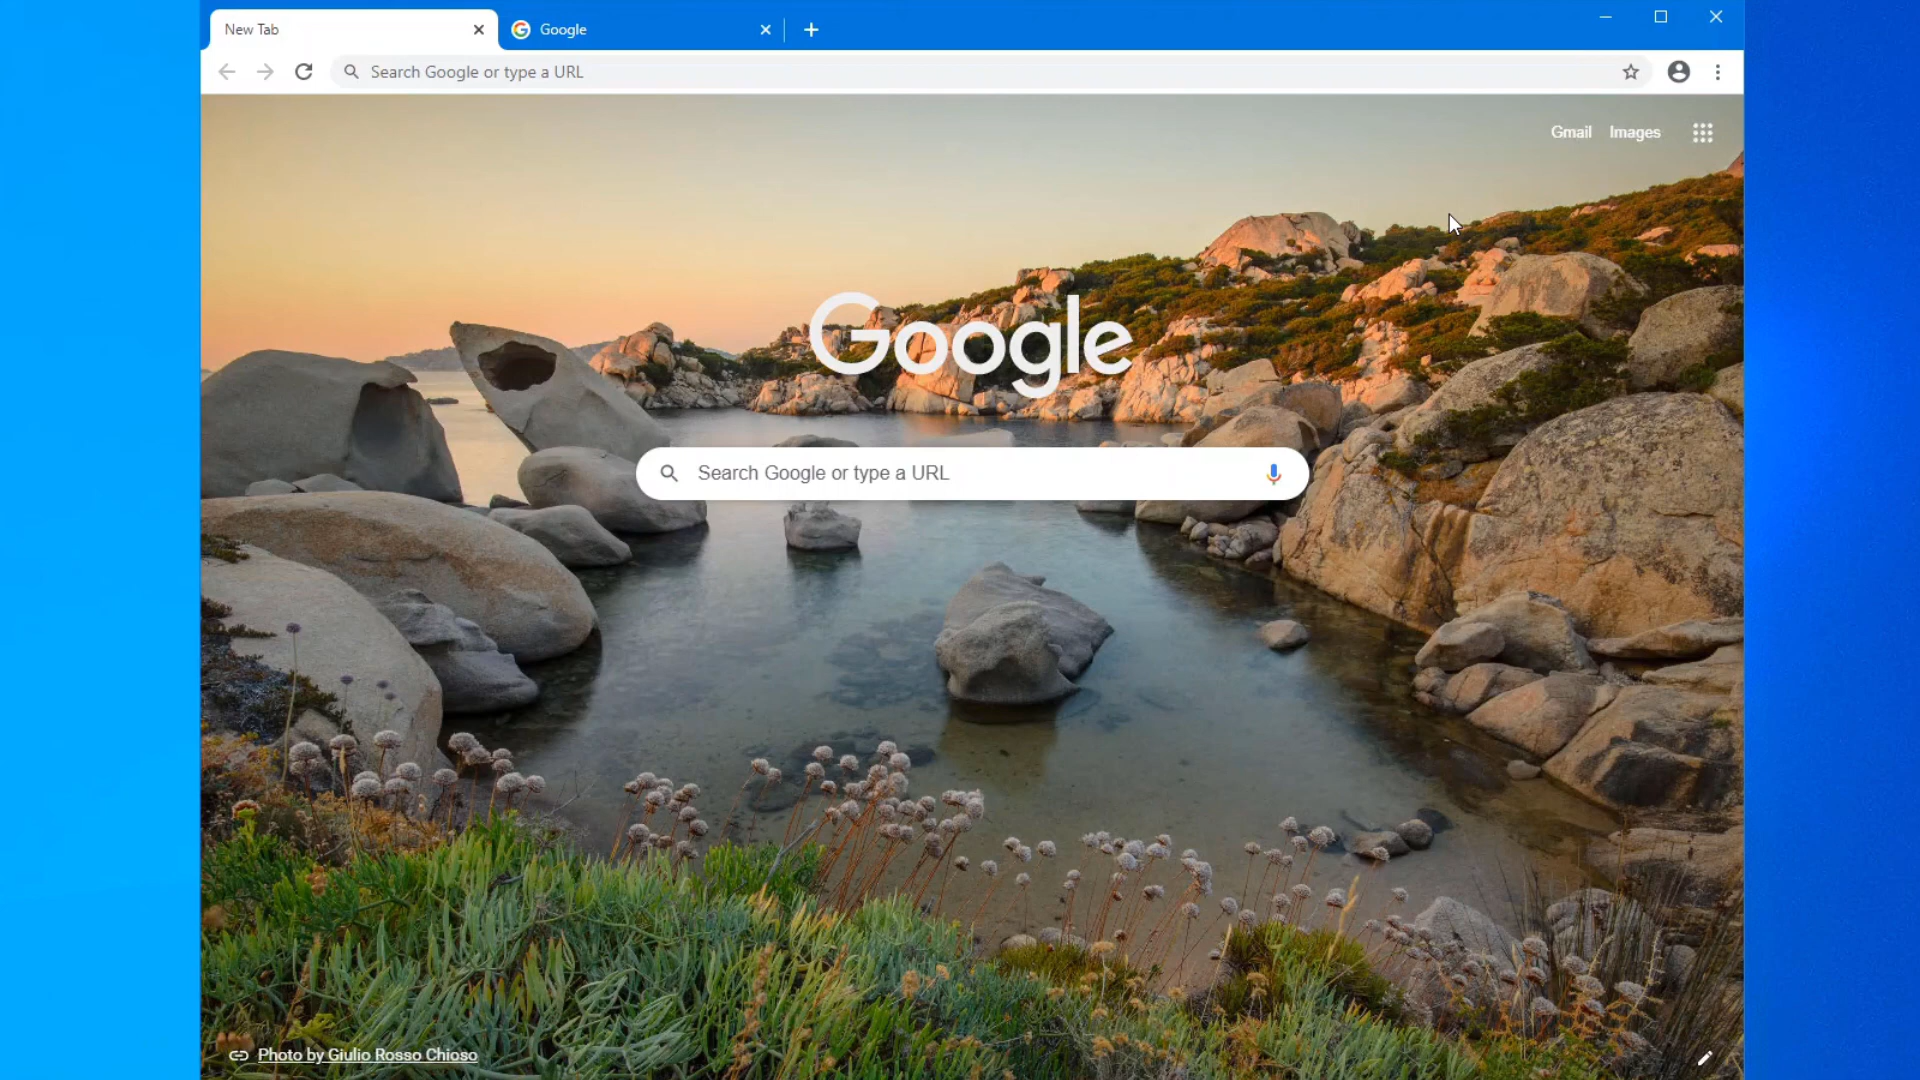 New Tab
Google
Search Google or type a URL
Gmail Images
Google
Search Google or type a URL
Photo by Giulio Rosso Chioso